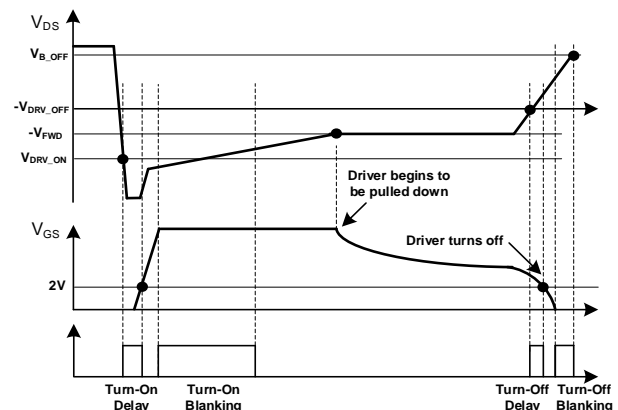 VDS
VB_OFF
-VDRV_OFF
-VFWD
VDRV_ON
Driver begins to
be pulled down
VGS
Driver turns off
2V
Turn-On
Delay
Turn-On
Blanking
Turn-Off
Delay
Turn-Off
Blanking